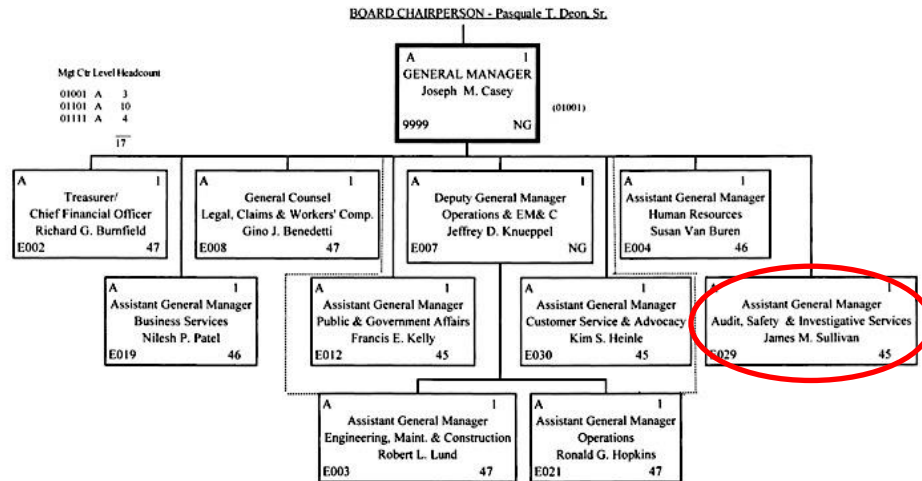 BOARD CHAIRPERSON - Pasquale T. Deon, Sr.
A 1
GENERAL MANAGER
Joseph M. Casey
9999 NG
(01001)
Mgt Ctr Level Headcount
01001 A 3
01101 A 10
01111 A 4
17
A 1
Treasurer/
Chief Financial Officer
Richard G. Burnfield
E002 47
A 1
General Counsel
Legal, Claims & Workers' Comp.
Gino J. Benedetti
E008 47
A 1
Deputy General Manager
Operations & EM& C
Jeffrey D. Knueppel
E007 NG
A 1
Assistant General Manager
Human Resources
Susan Van Buren
E004 46
A 1
Assistant General Manager
Business Services
Nilesh P. Patel
E019 46
A 1
Assistant General Manager
Public & Government Affairs
Francis E. Kelly
E012 45
A 1
Assistant General Manager
Customer Service & Advocacy
Kim S. Heinle
E030 45
A 1
Assistant General Manager
Audit, Safety & Investigative Services
James M. Sullivan
E029 45
A 1
Assistant General Manager
Engineering, Maint. & Construction
Robert L. Lund
E003 47
A 1
Assistant General Manager
Operations
Ronald G. Hopkins
E021 47